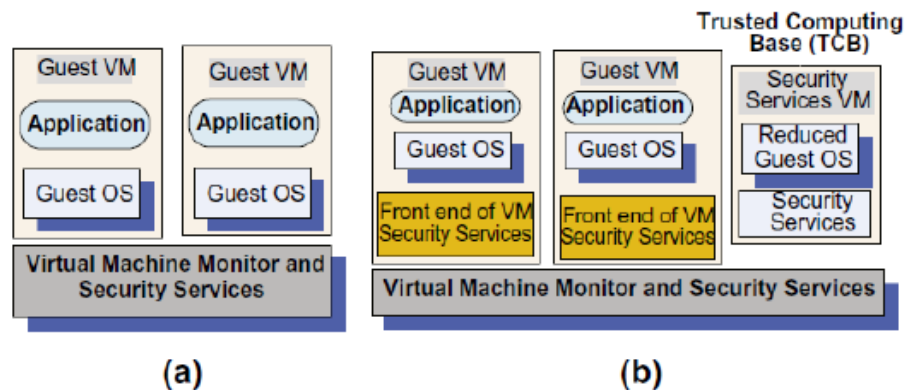 Guest VM
Application
Guest OS
Guest VM
Application
Guest OS
Virtual Machine Monitor and
Security Services
(a)
Guest VM
Application
Guest OS
Front end of VM
Security Services
Guest VM
Application
Guest OS
Front end of VM
Security Services
Trusted Computing
Base (TCB)
Security
Services VM
Reduced
Guest OS
Security
Services
Virtual Machine Monitor and Security Services
(b)